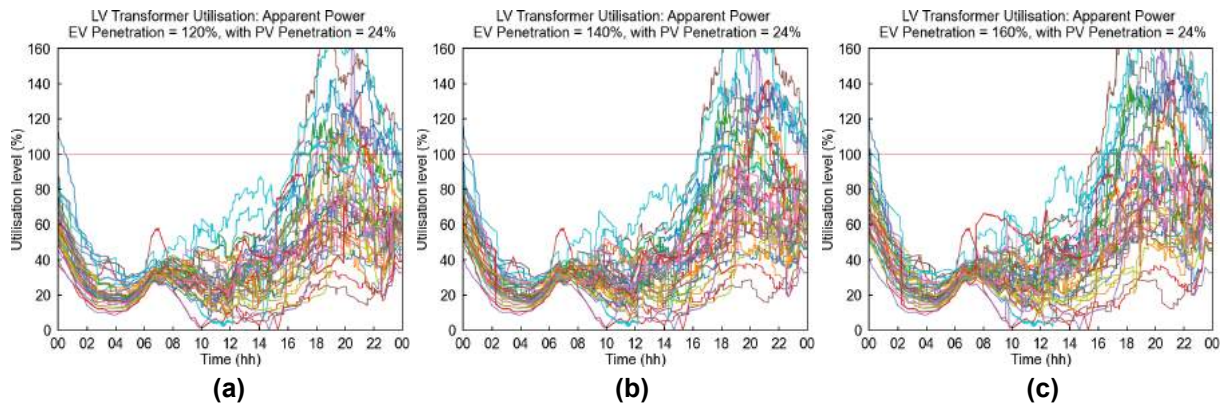 LV Transformer Utilisation: Apparent Power
EV Penetration = 120%, with PV Penetration = 24%
160
140
120
100
80
60
40
20
0
Utilisation level (%)
00 02 04 06 08 10 12 14 16 18 20 22 00
Time (hh)
(a)
LV Transformer Utilisation: Apparent Power
EV Penetration = 140%, with PV Penetration = 24%
160
140
120
100
80
60
40
20
0
Utilisation level (%)
00 02 04 06 08 10 12 14 16 18 20 22 00
Time (hh)
(b)
LV Transformer Utilisation: Apparent Power
EV Penetration = 160%, with PV Penetration = 24%
160
140
120
100
80
60
40
20
0
Utilisation level (%)
00 02 04 06 08 10 12 14 16 18 20 22 00
Time (hh)
(c)